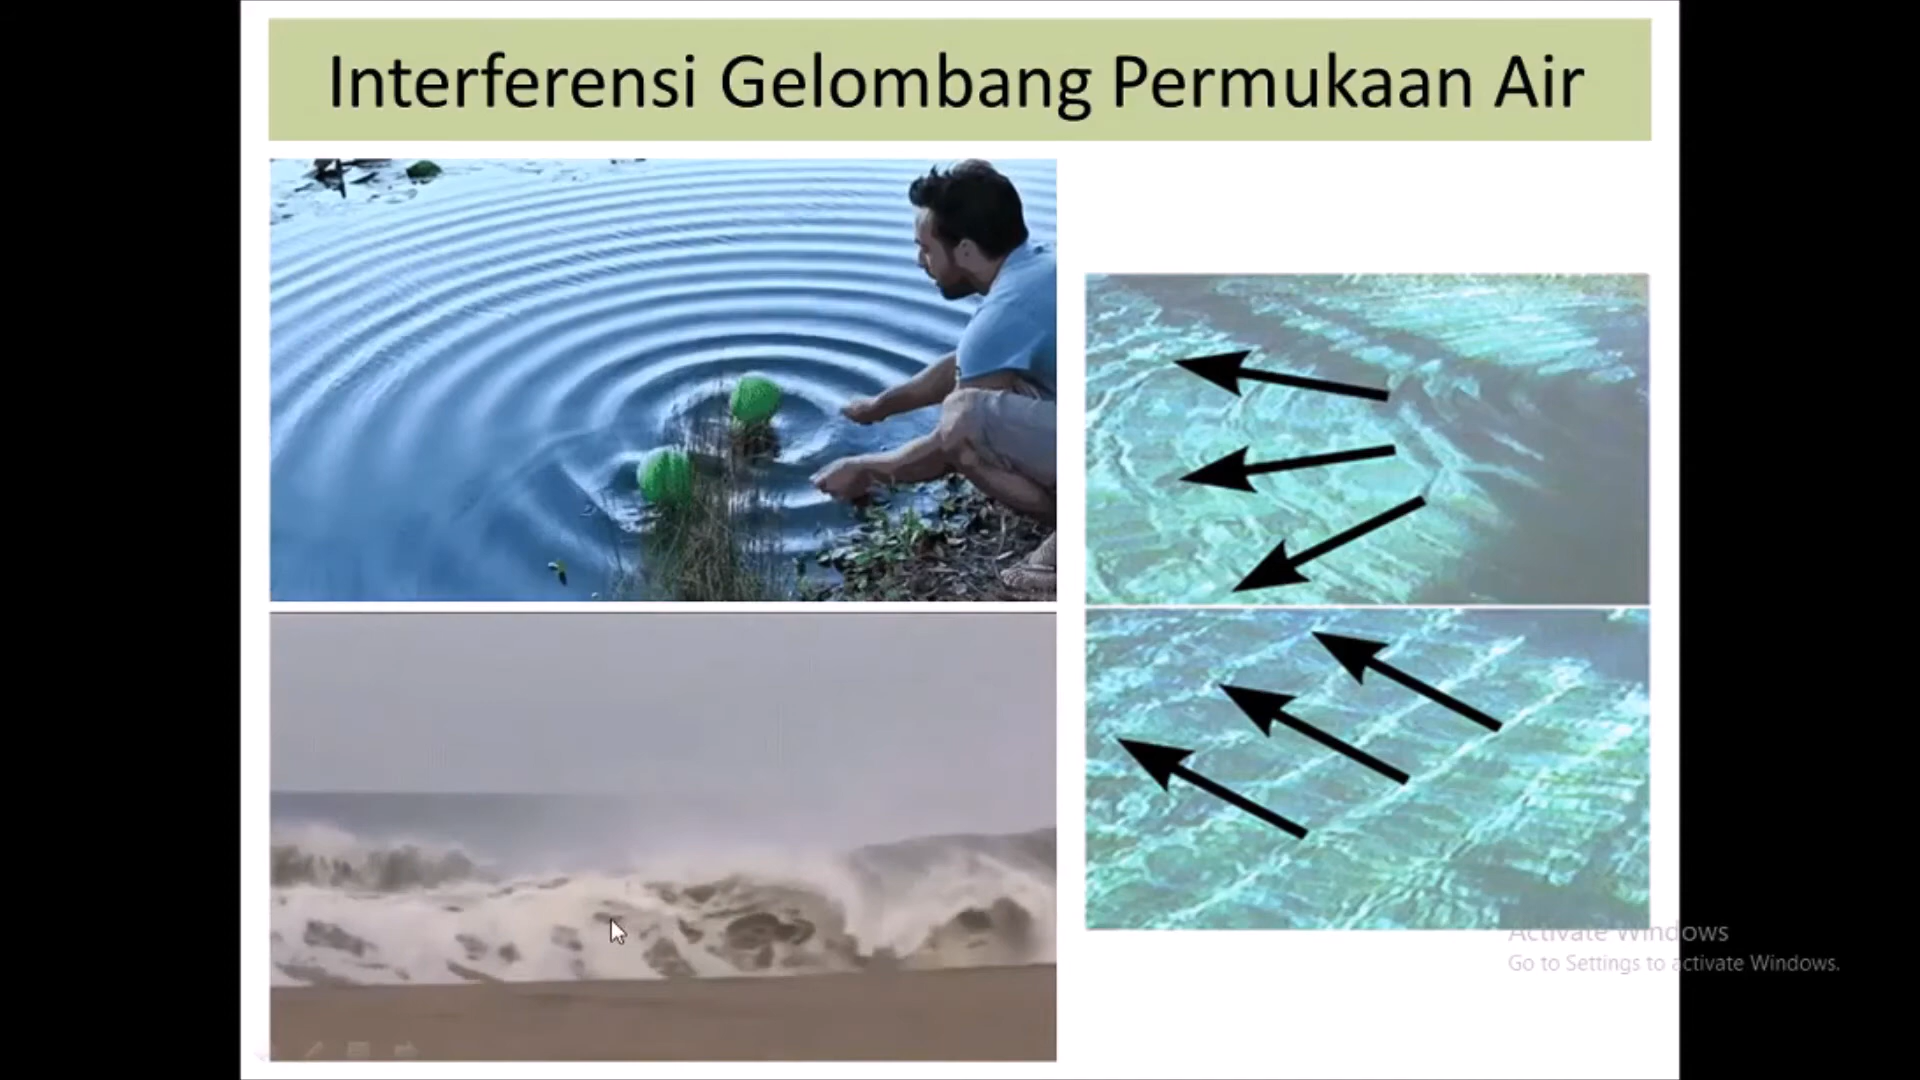 Interferensi Gelombang Permukaan Air
Activate Windows
Go to Settings to activate Windows.